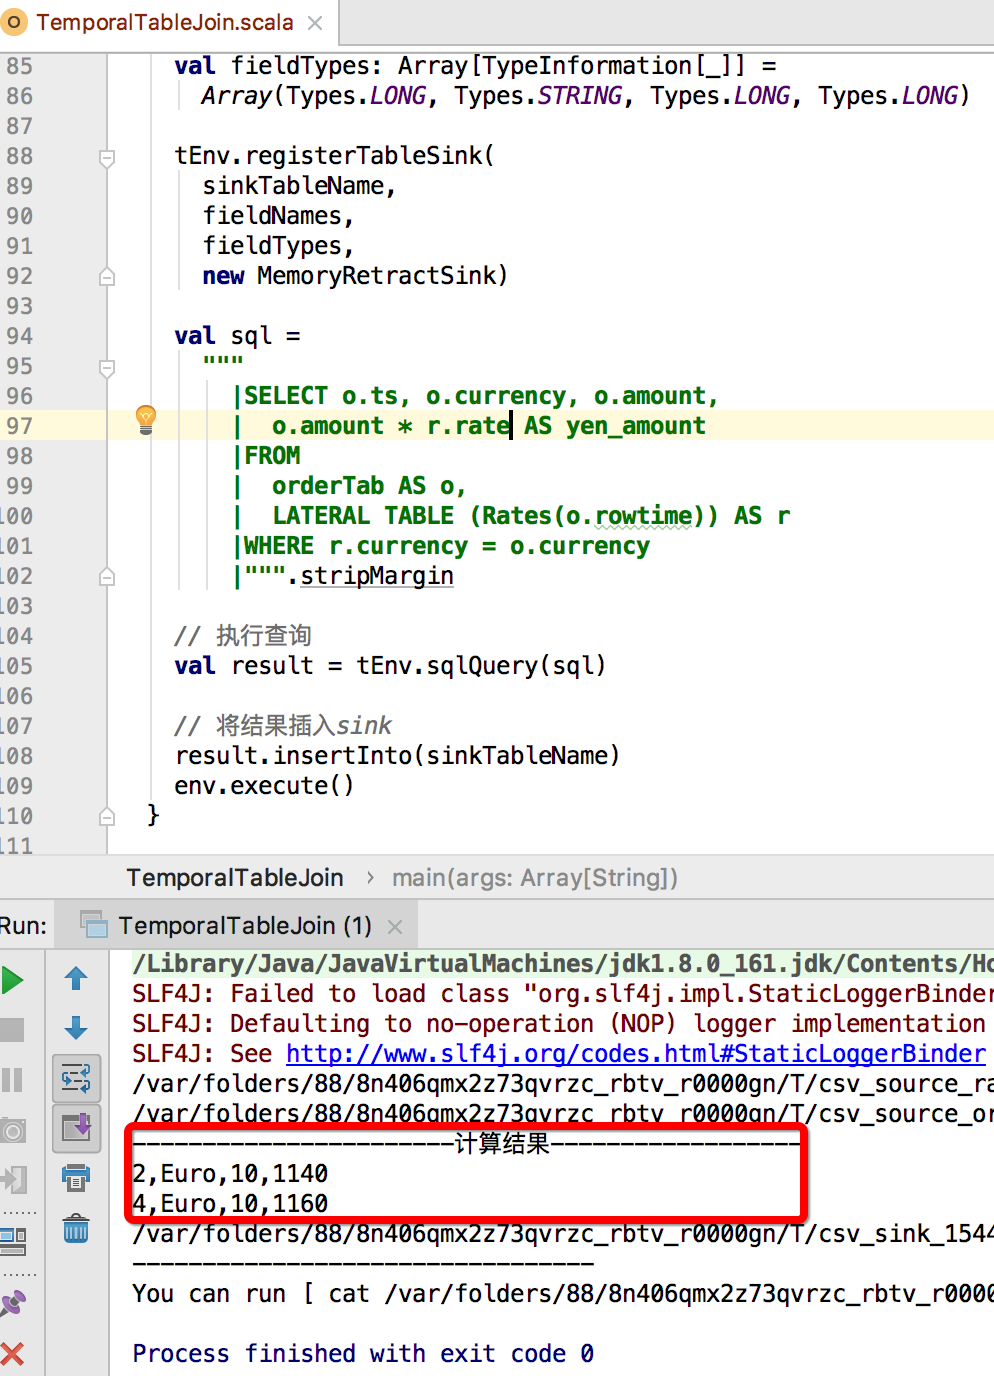 TemporalTableJoin.scala
85 val fieldTypes: Array[TypeInformation[_]] =
86 Array(Types.LONG, Types.STRING, Types.LONG, Types.LONG)
87
88 tEnv.registerTableSink(
89 sinkTableName,
90 fieldNames,
91 fieldTypes,
92 new MemoryRetractSink)
93
94 val sql =
95 """
96 |SELECT o.ts, o.currency, o.amount,
97 | o.amount * r.rate AS yen_amount
98 |FROM
99 | orderTab AS o,
100 | LATERAL TABLE (Rates(o.rowtime)) AS r
101 |WHERE r.currency = o.currency
102 |""".stripMargin
103
104 // 执行查询
105 val result = tEnv.sqlQuery(sql)
106
107 // 将结果插入sink
108 result.insertInto(sinkTableName)
109 env.execute()
110 }
111
TemporalTableJoin › main(args: Array[String])
Run: TemporalTableJoin (1)
/Library/Java/JavaVirtualMachines/jdk1.8.0_161.jdk/Contents/Ho
SLF4J: Failed to load class "org.slf4j.impl.StaticLoggerBinder
SLF4J: Defaulting to no-operation (NOP) logger implementation
SLF4J: See http://www.slf4j.org/codes.html#StaticLoggerBinder
/var/folders/88/8n406qmx2z73qvrzc_rbtv_r0000gn/T/csv_source_ra
/var/folders/88/8n406qmx2z73qvrzc_rbtv_r0000gn/T/csv_source_or
-----------------------计算结果------------------
2,Euro,10,1140
4,Euro,10,1160
/var/folders/88/8n406qmx2z73qvrzc_rbtv_r0000gn/T/csv_sink_1544
---------------------------------
You can run [ cat /var/folders/88/8n406qmx2z73qvrzc_rbtv_r0000
Process finished with exit code 0